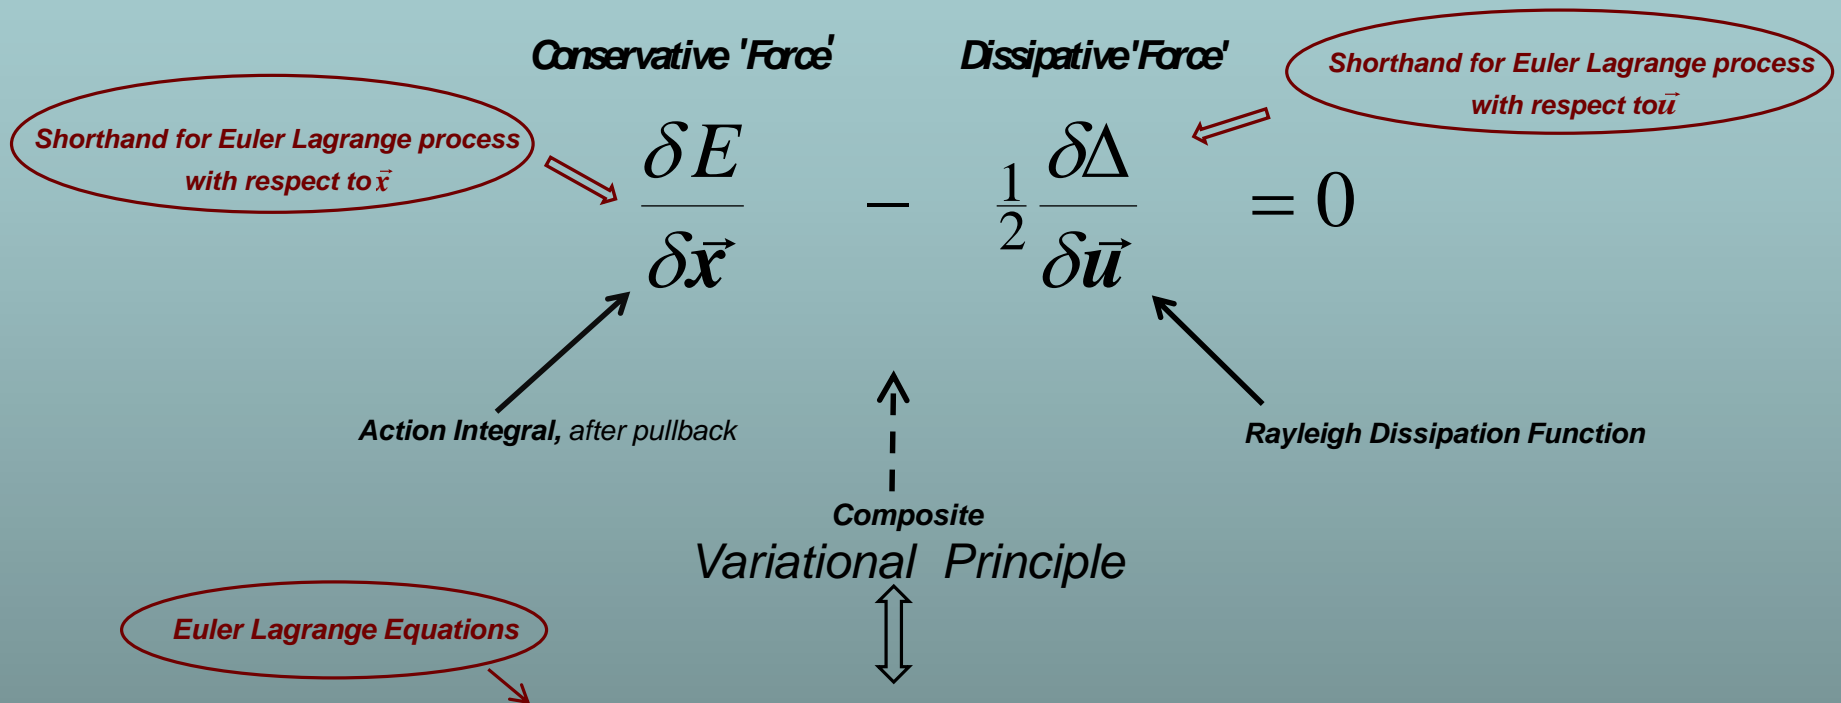 Conservative 'Force'
Dissipative 'Force'
Shorthand for Euler Lagrange process
with respect to x⃗
Shorthand for Euler Lagrange process
with respect to u⃗
δE/δx⃗ − ½ δΔ/δu⃗ = 0
Action Integral, after pullback
Rayleigh Dissipation Function
Composite
Variational Principle
Euler Lagrange Equations